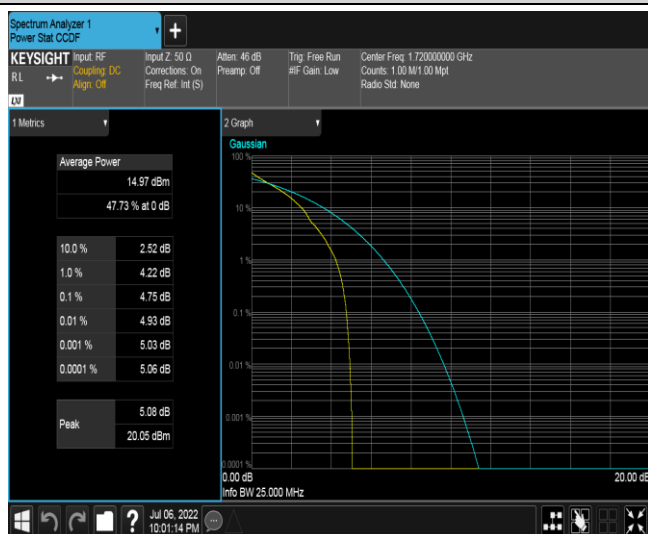 Spectrum Analyzer 1
Power Stat CCDF
+
KEYSIGHT
RL
LXI
Input: RF
Coupling: DC
Align: Off
Input Z: 50 Ω
Corrections: On
Freq Ref: Int (S)
Atten: 46 dB
Preamp: Off
Trig: Free Run
#IF Gain: Low
Center Freq: 1.720000000 GHz
Counts: 1.00 M/1.00 Mpt
Radio Std: None
1 Metrics
Average Power
14.97 dBm
47.73 % at 0 dB
10.0 % 2.52 dB
1.0 % 4.22 dB
0.1 % 4.75 dB
0.01 % 4.93 dB
0.001 % 5.03 dB
0.0001 % 5.06 dB
Peak
5.08 dB
20.05 dBm
2 Graph
Gaussian
100 %
10 %
1 %
0.1 %
0.01 %
0.001 %
0.0001 %
0.00 dB
20.00 dB
Info BW 25.000 MHz
?
Jul 06, 2022
10:01:14 PM